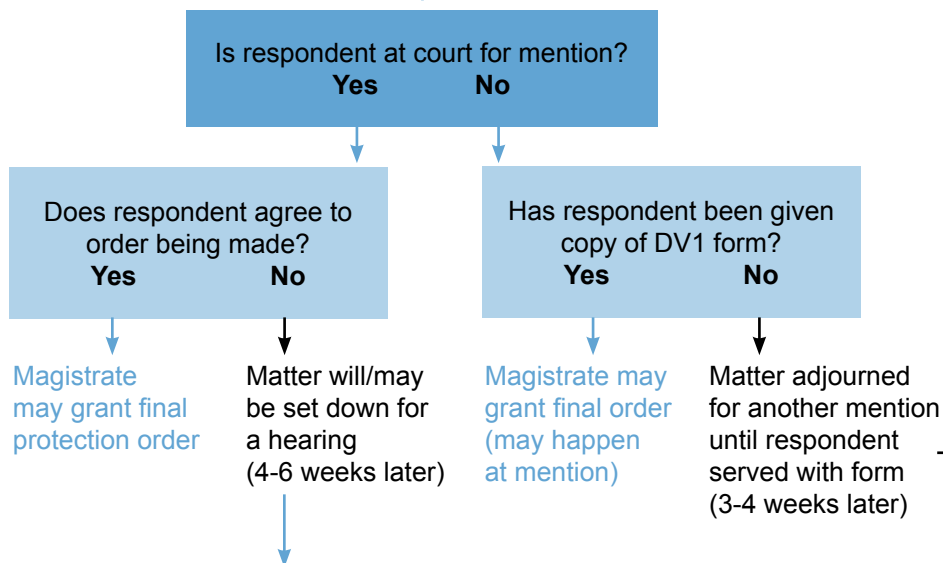 Is respondent at court for mention?
Yes No
Does respondent agree to
order being made?
Yes No
Has respondent been given
copy of DV1 form?
Yes No
Magistrate
may grant final
protection order
Matter will/may
be set down for
a hearing
(4-6 weeks later)
Magistrate may
grant final order
(may happen
at mention)
Matter adjourned
for another mention
until respondent
served with form
(3-4 weeks later)